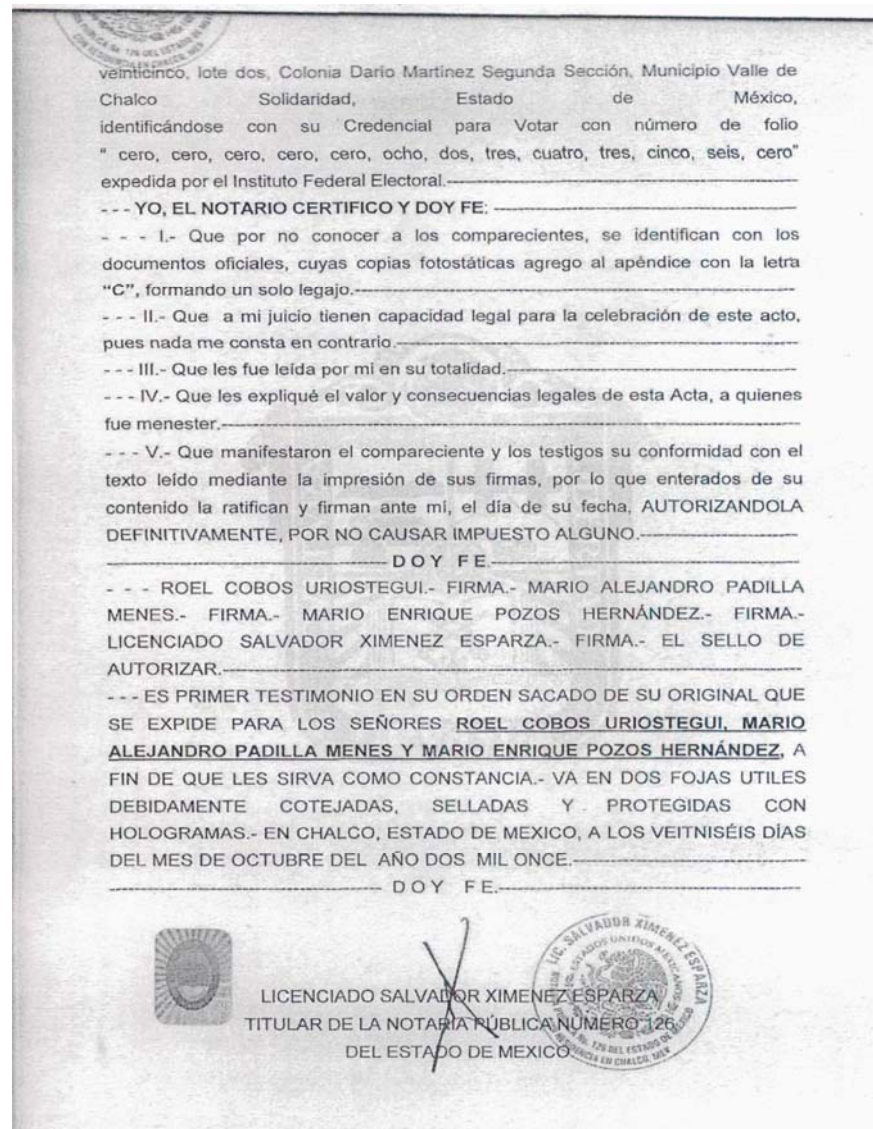 veinticinco, lote dos, Colonia Dario Martinez Segunda Sección, Municipio Valle de
Chalco Solidaridad, Estado de México,
identificándose con su Credencial para Votar con número de folio
“ cero, cero, cero, cero, cero, ocho, dos, tres, cuatro, tres, cinco, seis, cero”
expedida por el Instituto Federal Electoral.-----
- - - YO, EL NOTARIO CERTIFICO Y DOY FE: -----
- - - I.- Que por no conocer a los comparecientes, se identifican con los
documentos oficiales, cuyas copias fotostáticas agrego al apéndice con la letra
“C”, formando un solo legajo.-----
- - - II.- Que a mi juicio tienen capacidad legal para la celebración de este acto,
pues nada me consta en contrario.-----
- - - III.- Que les fue leída por mi en su totalidad.-----
- - - IV.- Que les expliqué el valor y consecuencias legales de esta Acta, a quienes
fue menester.-----
- - - V.- Que manifestaron el compareciente y los testigos su conformidad con el
texto leído mediante la impresión de sus firmas, por lo que enterados de su
contenido la ratifican y firman ante mí, el día de su fecha, AUTORIZANDOLA
DEFINITIVAMENTE, POR NO CAUSAR IMPUESTO ALGUNO.-----
----- D O Y F E.-----
- - - ROEL COBOS URIOSTEGUI.- FIRMA.- MARIO ALEJANDRO PADILLA
MENES.- FIRMA.- MARIO ENRIQUE POZOS HERNÁNDEZ.- FIRMA.-
LICENCIADO SALVADOR XIMENEZ ESPARZA.- FIRMA.- EL SELLO DE
AUTORIZAR.-----
- - - ES PRIMER TESTIMONIO EN SU ORDEN SACADO DE SU ORIGINAL QUE
SE EXPIDE PARA LOS SEÑORES ROEL COBOS URIOSTEGUI, MARIO
ALEJANDRO PADILLA MENES Y MARIO ENRIQUE POZOS HERNÁNDEZ, A
FIN DE QUE LES SIRVA COMO CONSTANCIA.- VA EN DOS FOJAS UTILES
DEBIDAMENTE COTEJADAS, SELLADAS Y PROTEGIDAS CON
HOLOGRAMAS.- EN CHALCO, ESTADO DE MEXICO, A LOS VEITNISÉIS DÍAS
DEL MES DE OCTUBRE DEL AÑO DOS MIL ONCE.-----
----- D O Y F E.-----
LIC. SALVADOR XIMENEZ ESPARZA
ESTADOS UNIDOS MEXICANOS
LICENCIADO SALVADOR XIMENEZ ESPARZA
TITULAR DE LA NOTARÍA PÚBLICA NÚMERO 126
DEL ESTADO DE MEXICO.